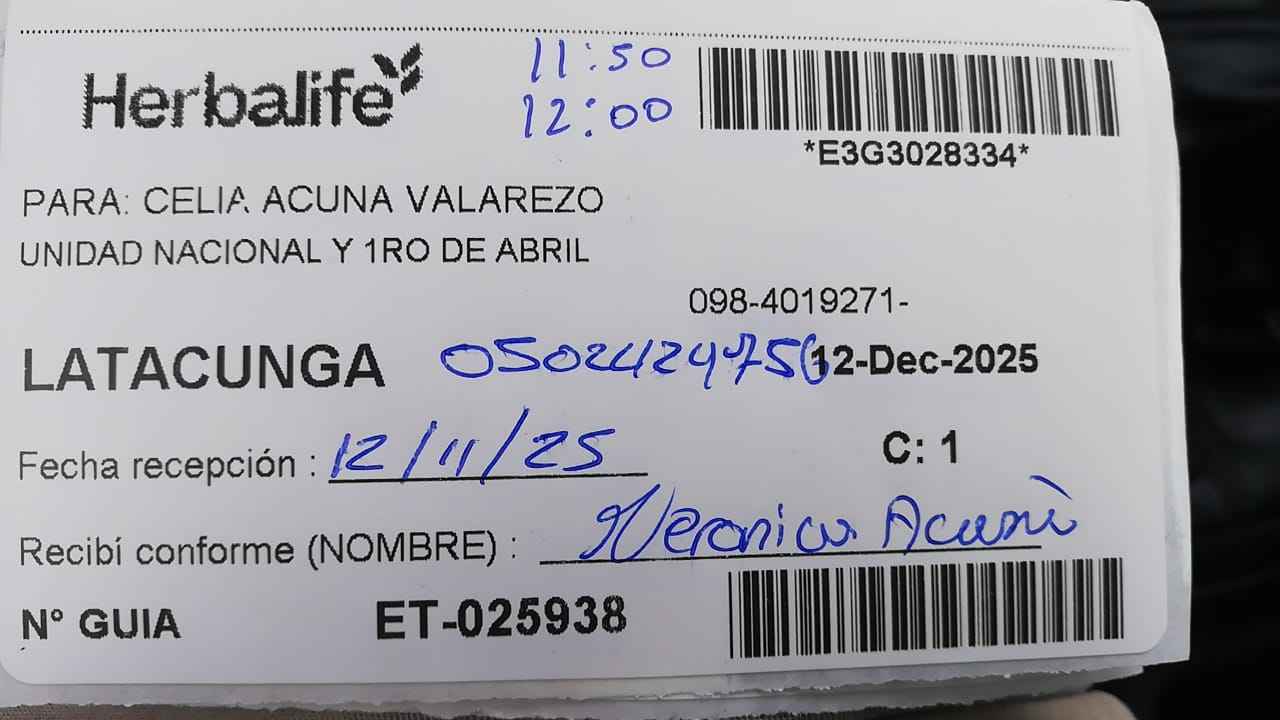 Herbalife
11:50
12:00
*E3G3028334*
PARA: CELIA ACUNA VALAREZO
UNIDAD NACIONAL Y 1RO DE ABRIL
098-4019271-
LATACUNGA 0502424756 12-Dec-2025
Fecha recepción : 12/11/25 C: 1
Recibí conforme (NOMBRE) : Veronica Acuña
N° GUIA ET-025938